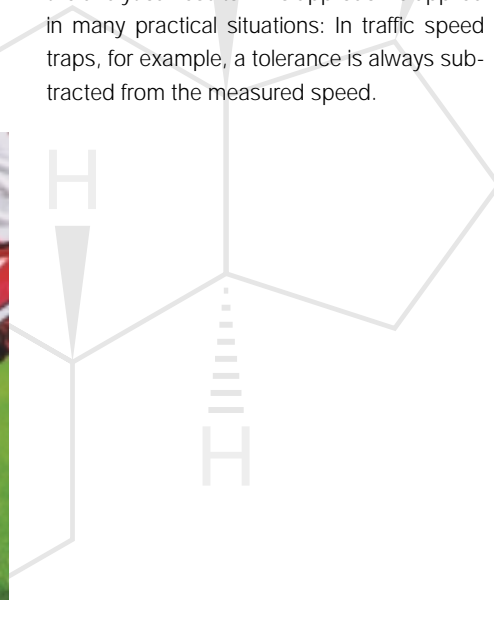 in many practical situations: In traffic speed
traps, for example, a tolerance is always sub-
tracted from the measured speed.
H
H